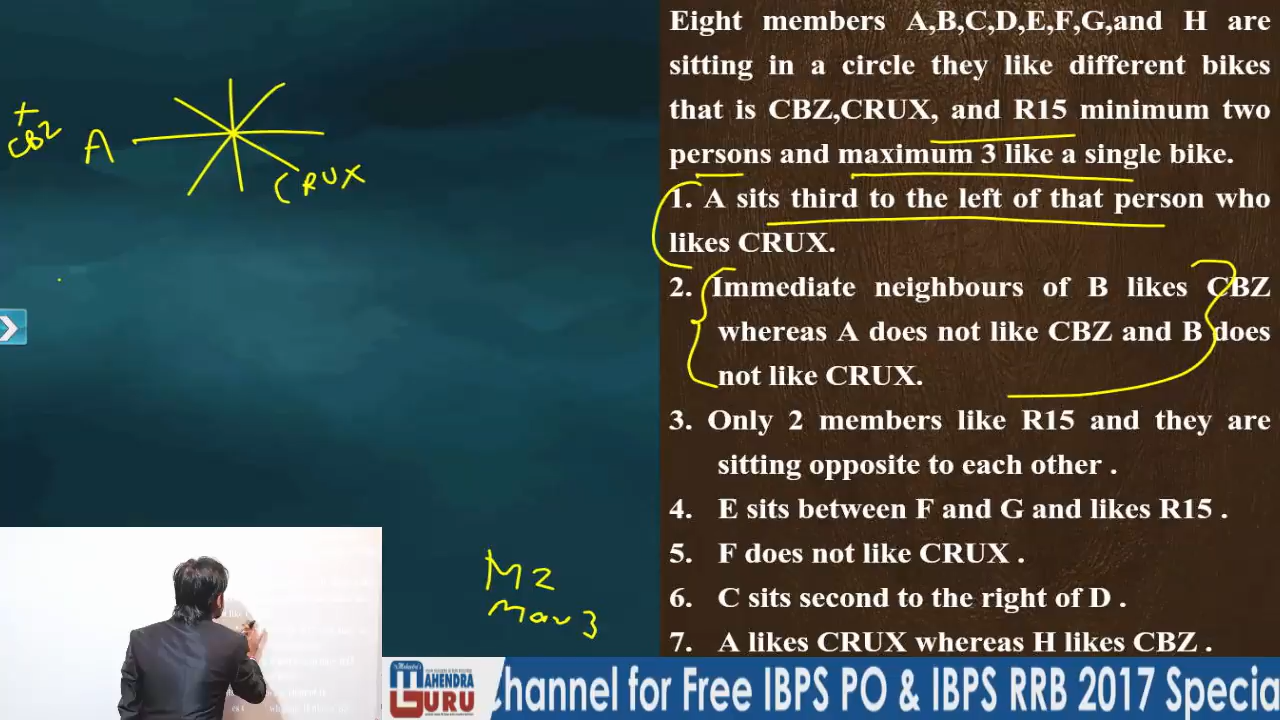 Eight members A,B,C,D,E,F,G,and H are
sitting in a circle they like different bikes
that is CBZ,CRUX, and R15 minimum two
persons and maximum 3 like a single bike.
1. A sits third to the left of that person who
likes CRUX.
2. Immediate neighbours of B likes CBZ
whereas A does not like CBZ and B does
not like CRUX.
3. Only 2 members like R15 and they are
sitting opposite to each other .
4. E sits between F and G and likes R15 .
5. F does not like CRUX .
6. C sits second to the right of D .
7. A likes CRUX whereas H likes CBZ .
CBZ
A
CRUX
M2
Max 3
MAHENDRA
GURU
Channel for Free IBPS PO & IBPS RRB 2017 Specia